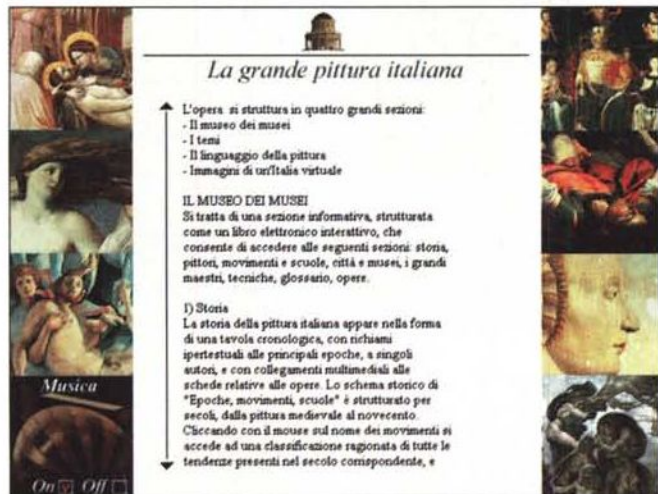 La grande pittura italiana
L'opera si struttura in quattro grandi sezioni:
- Il museo dei musei
- I temi
- Il linguaggio della pittura
- Immagini di un'Italia virtuale
IL MUSEO DEI MUSEI
Si tratta di una sezione informativa, strutturata
come un libro elettronico interattivo, che
consente di accedere alle seguenti sezioni: storia,
pittori, movimenti e scuole, città e musei, i grandi
maestri, tecniche, glossario, opere.
1) Storia
La storia della pittura italiana appare nella forma
di una tavola cronologica, con richiami
ipertestuali alle principali epoche, a singoli
autori, e con collegamenti multimediali alle
schede relative alle opere. Lo schema storico di
"Epoche, movimenti, scuole" è strutturato per
secoli, dalla pittura medievale al novecento.
Cliccando con il mouse sul nome dei movimenti si
accede ad una classificazione ragionata di tutte le
tendenze presenti nel secolo corrispondente, e
Musica
On Off